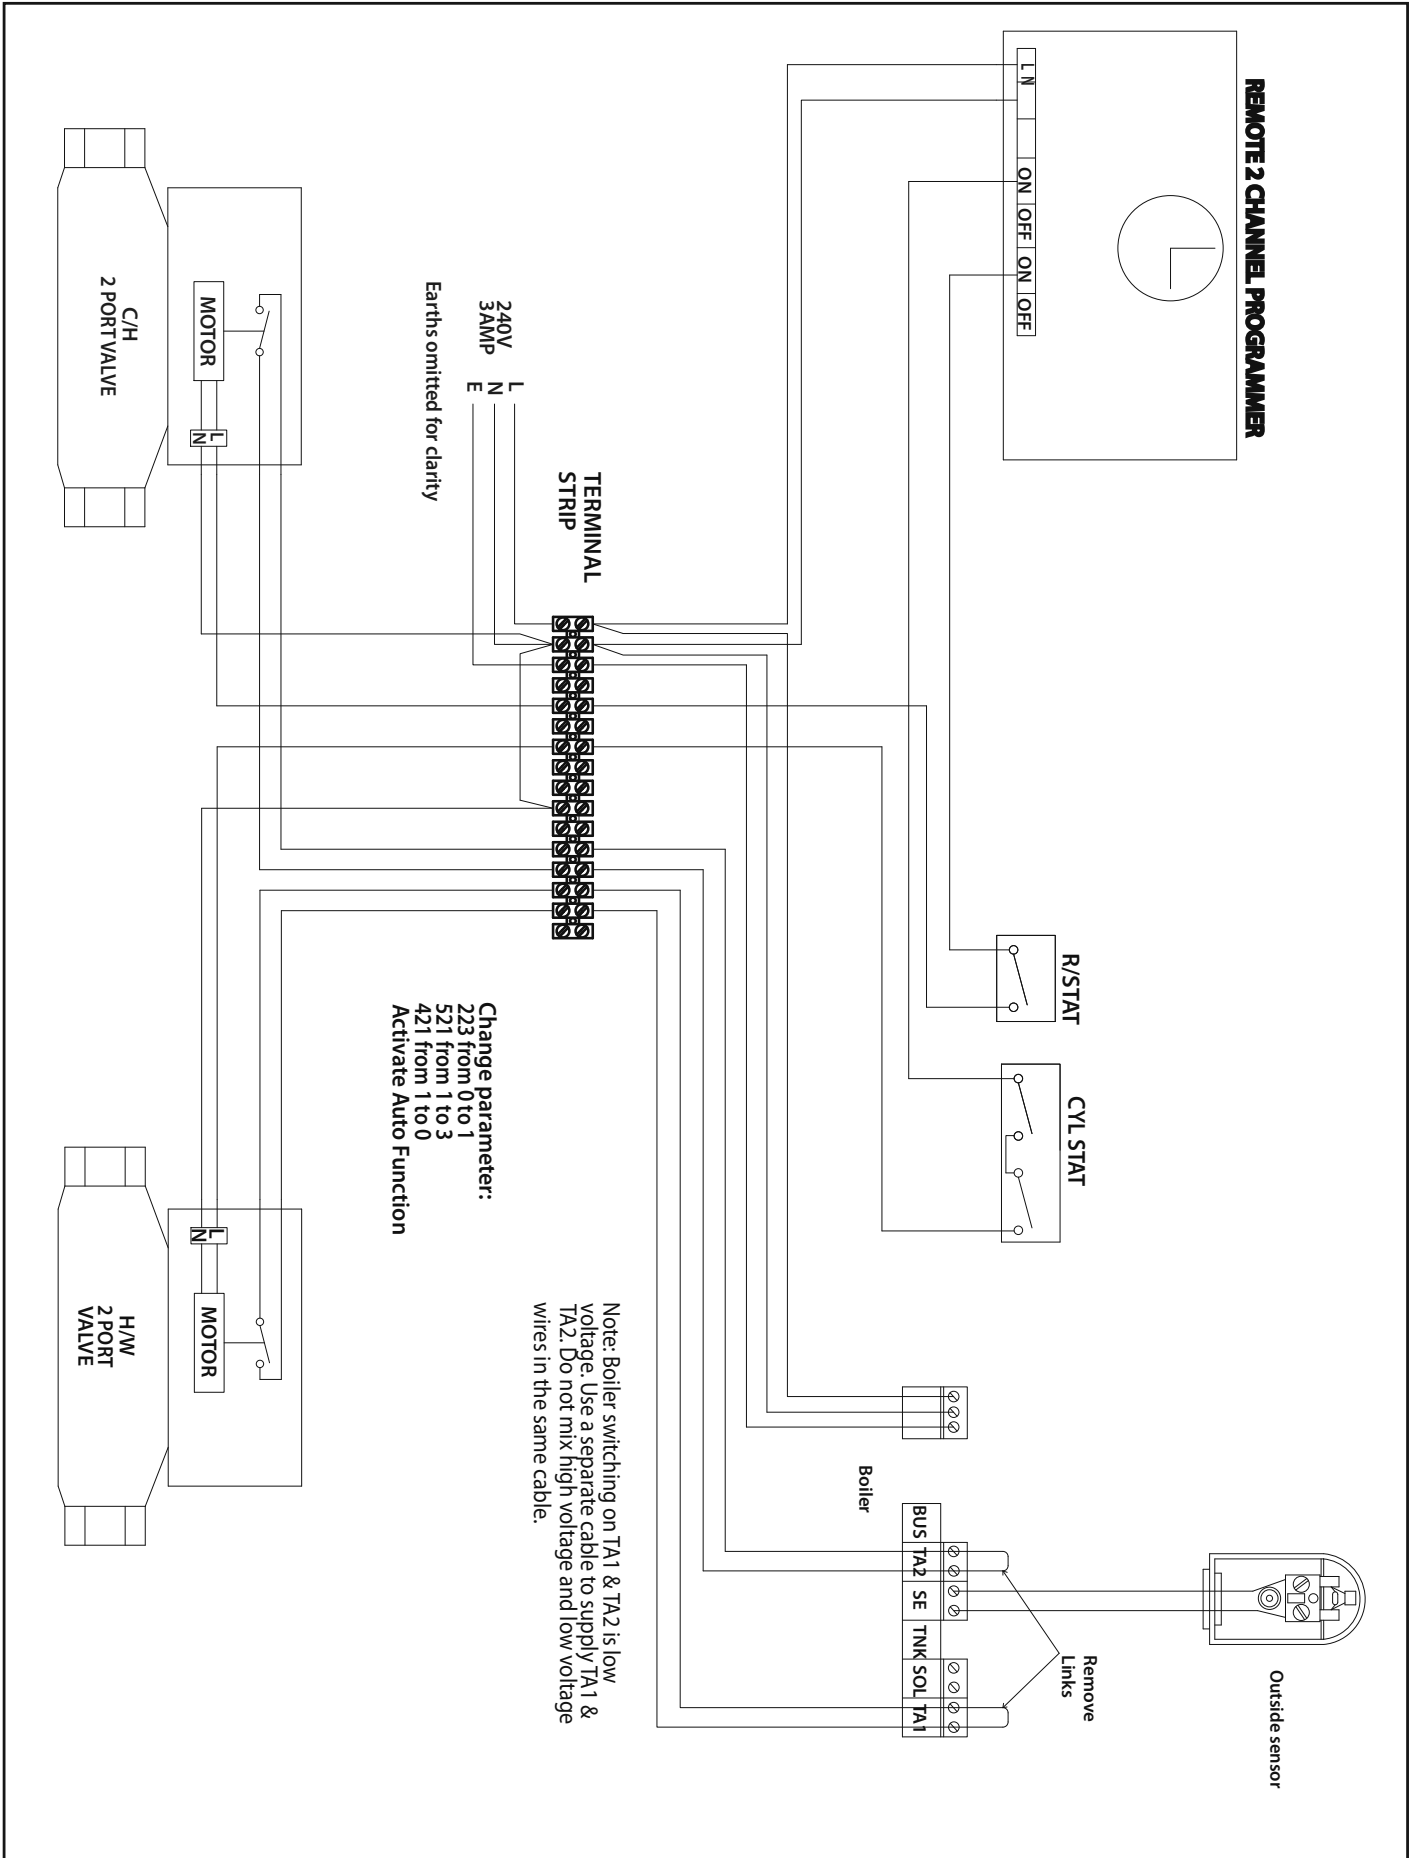 REMOTE 2 CHANNEL PROGRAMMER
L N
ON
OFF
ON
OFF
R/STAT
CYL STAT
Outside sensor
Remove
Links
Boiler
BUS
TA2
SE
TNK
SOL
TA1
TERMINAL
STRIP
240V
3AMP
L
N
E
Earths omitted for clarity
Change parameter:
223 from 0 to 1
521 from 1 to 3
421 from 1 to 0
Activate Auto Function
Note: Boiler switching on TA1 & TA2 is low
voltage. Use a separate cable to supply TA1 &
TA2. Do not mix high voltage and low voltage
wires in the same cable.
MOTOR
L
N
C/H
2 PORT VALVE
L
N
MOTOR
H/W
2 PORT
VALVE